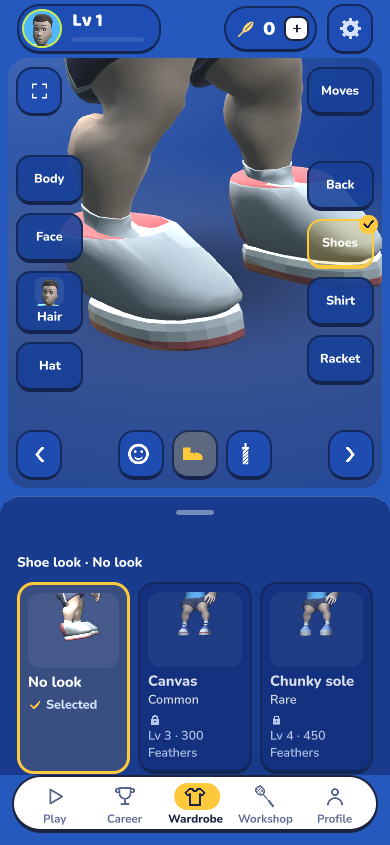 Lv 1
0
+
Moves
Body
Back
Face
Shoes
Hair
Shirt
Hat
Racket
Shoe look · No look
No look
Selected
Canvas
Common
Lv 3 · 300
Feathers
Chunky sole
Rare
Lv 4 · 450
Feathers
Play
Career
Wardrobe
Workshop
Profile